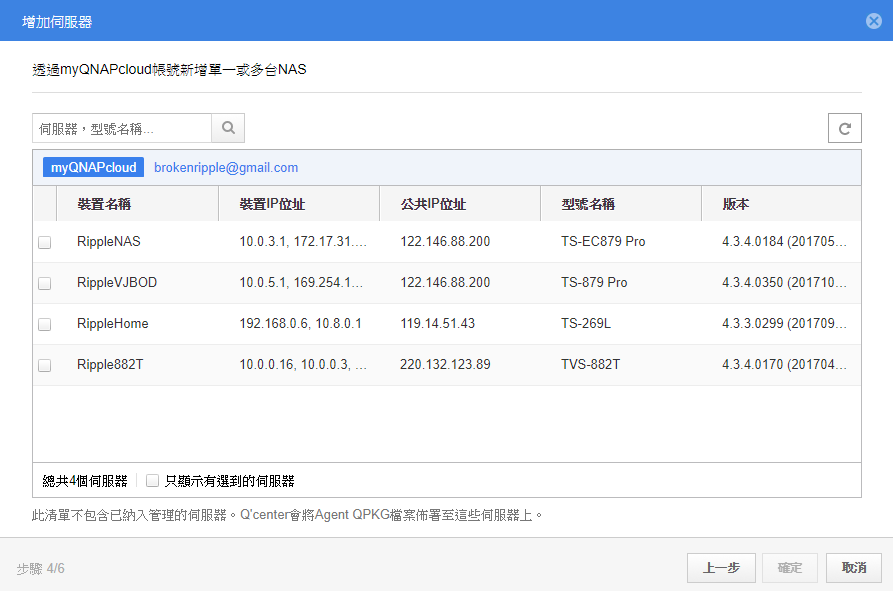 增加伺服器
透過myQNAPcloud帳號新增單一或多台NAS
伺服器，型號名稱...
myQNAPcloud brokenripple@gmail.com
裝置名稱 裝置IP位址 公共IP位址 型號名稱 版本
RippleNAS 10.0.3.1, 172.17.31.... 122.146.88.200 TS-EC879 Pro 4.3.4.0184 (201705...
RippleVJBOD 10.0.5.1, 169.254.1... 122.146.88.200 TS-879 Pro 4.3.4.0350 (201710...
RippleHome 192.168.0.6, 10.8.0.1 119.14.51.43 TS-269L 4.3.3.0299 (201709...
Ripple882T 10.0.0.16, 10.0.0.3, ... 220.132.123.89 TVS-882T 4.3.4.0170 (201704...
總共4個伺服器 只顯示有選到的伺服器
此清單不包含已納入管理的伺服器。Q'center會將Agent QPKG檔案佈署至這些伺服器上。
步驟 4/6 上一步 確定 取消